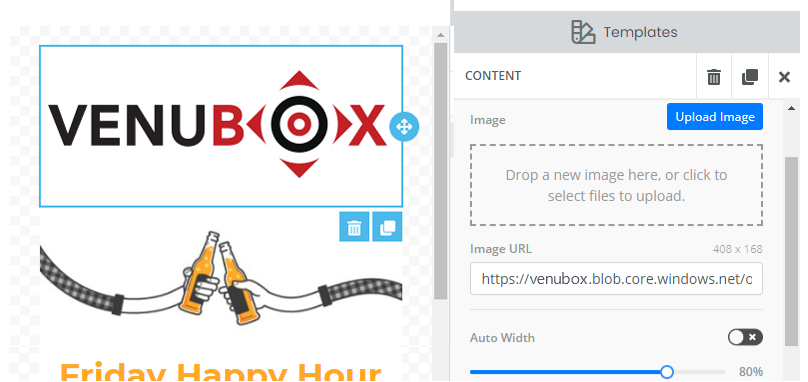 VENUBOX
Friday Happy Hour
Templates
CONTENT
Image
Upload Image
Drop a new image here, or click to
select files to upload.
Image URL
408 x 168
https://venubox.blob.core.windows.net/o
Auto Width
80%